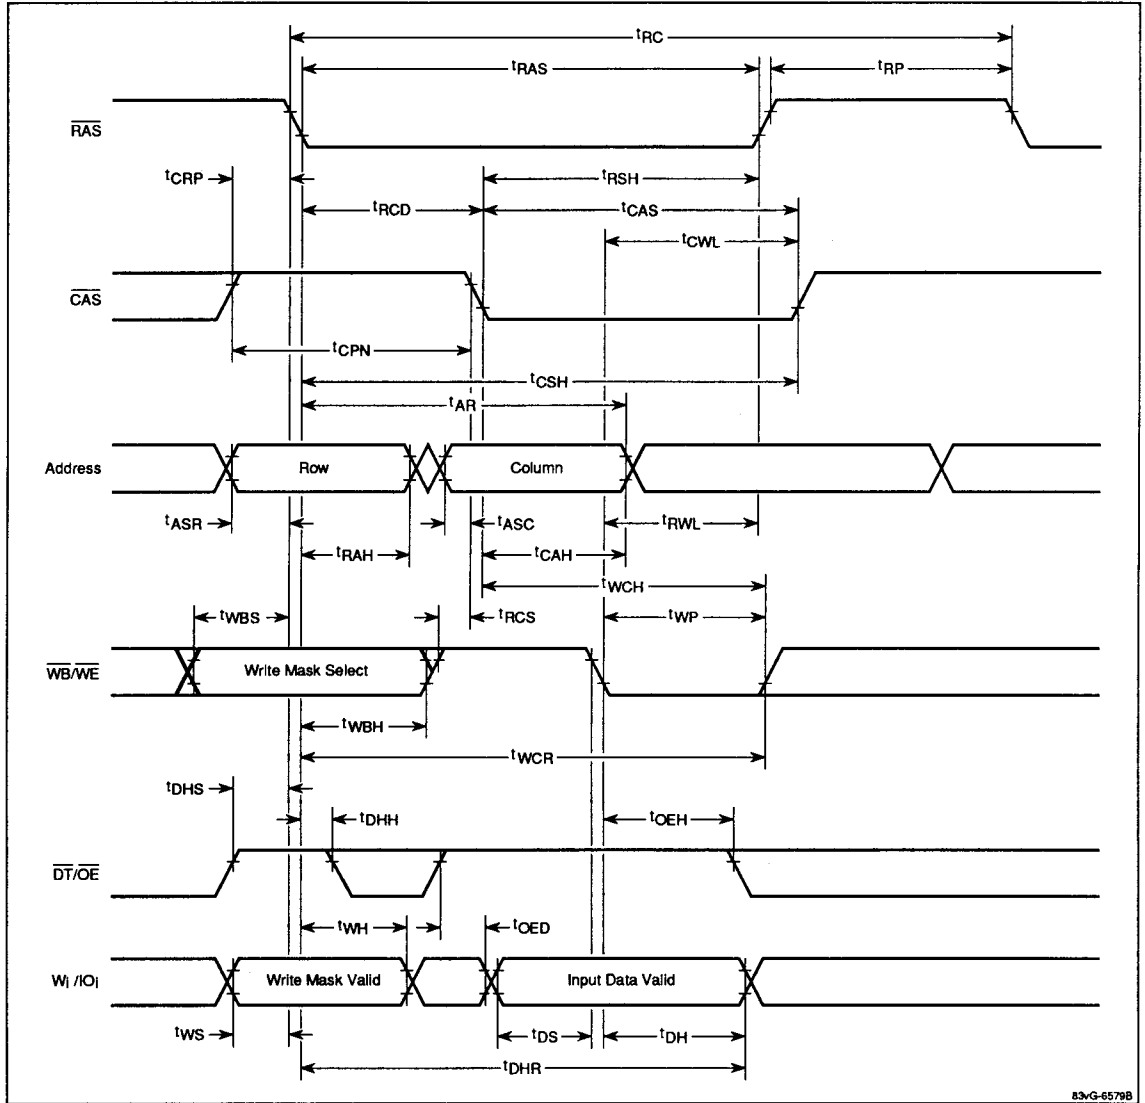 tRC
tRAS
tRP
RAS
tCRP
tRSH
tRCD
tCAS
tCWL
CAS
tCPN
tCSH
tAR
Address
Row
Column
tASR
tASC
tRWL
tRAH
tCAH
tWCH
tWBS
tRCS
tWP
WB/WE
Write Mask Select
tWBH
tWCR
tDHS
tDHH
tOEH
DT/OE
tWH
tOED
Wi /IOi
Write Mask Valid
Input Data Valid
tWS
tDS
tDH
tDHR
83vG-6579B